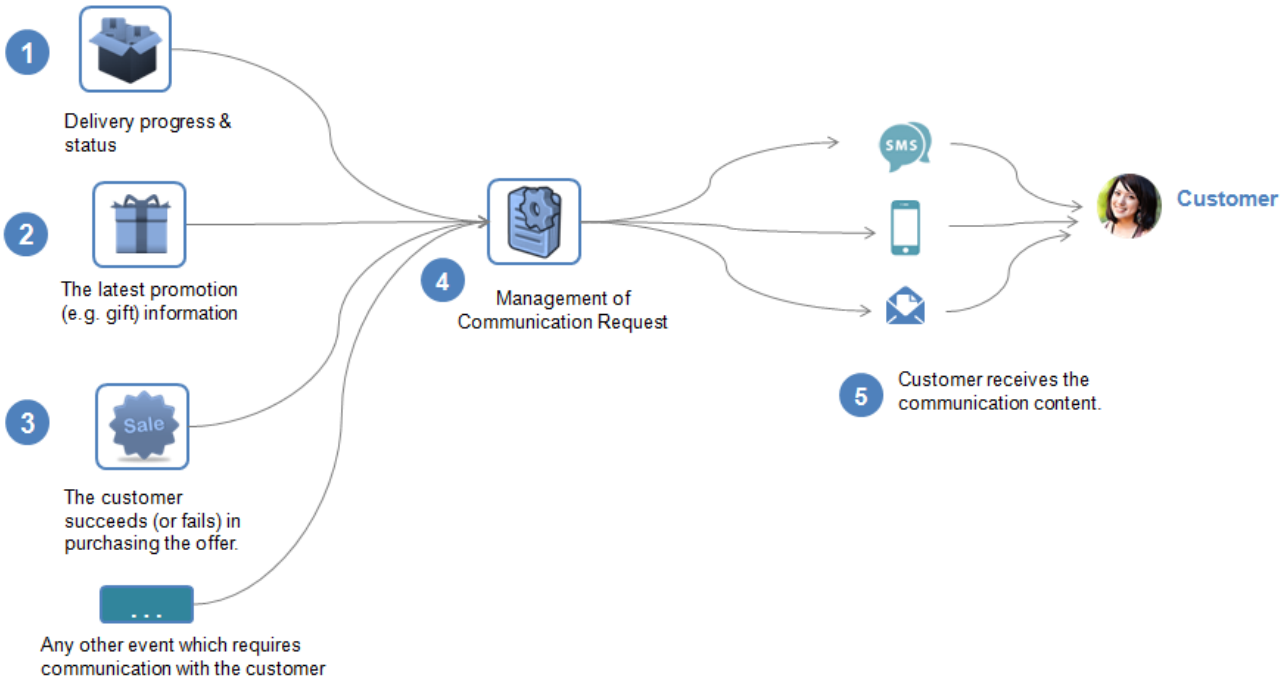 1
Delivery progress &
status
2
The latest promotion
(e.g. gift) information
3
Sale
The customer
succeeds (or fails) in
purchasing the offer.
...
Any other event which requires
communication with the customer
4
Management of
Communication Request
SMS
5
Customer receives the
communication content.
Customer